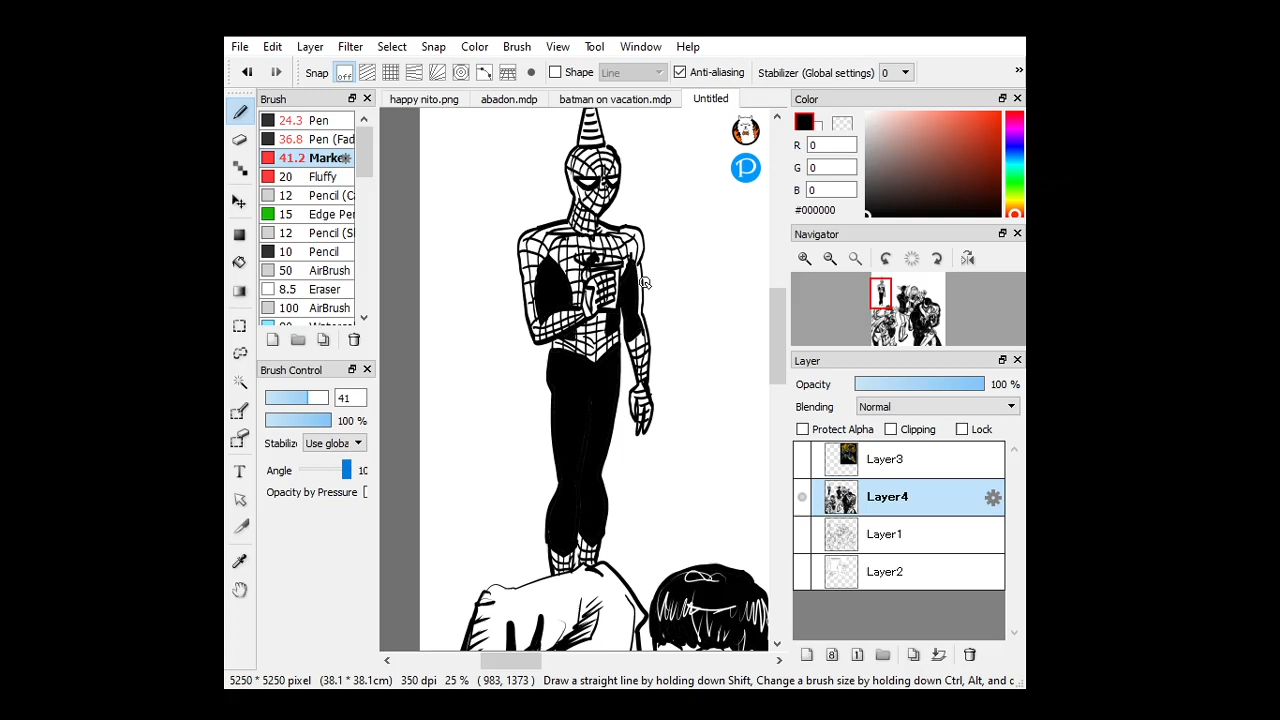 File Edit Layer Filter Select Snap Color Brush View Tool Window Help
Snap off Shape Line Anti-aliasing Stabilizer (Global settings) 0 »
Brush
happy nito.png abadon.mdp batman on vacation.mdp Untitled
24.3 Pen
36.8 Pen (Fad
41.2 Marke
20 Fluffy
12 Pencil (C
15 Edge Pe
12 Pencil (S
10 Pencil
50 AirBrush
8.5 Eraser
100 AirBrush
Brush Control
41
100 %
Stabiliz Use globa
Angle 10
Opacity by Pressure
T
P
Color
R 0
G 0
B 0
#000000
Navigator
Layer
Opacity 100 %
Blending Normal
Protect Alpha Clipping Lock
Layer3
Layer4
Layer1
Layer2
8 1
5250 * 5250 pixel (38.1 * 38.1cm) 350 dpi 25 % ( 983, 1373 ) Draw a straight line by holding down Shift, Change a brush size by holding down Ctrl, Alt, and